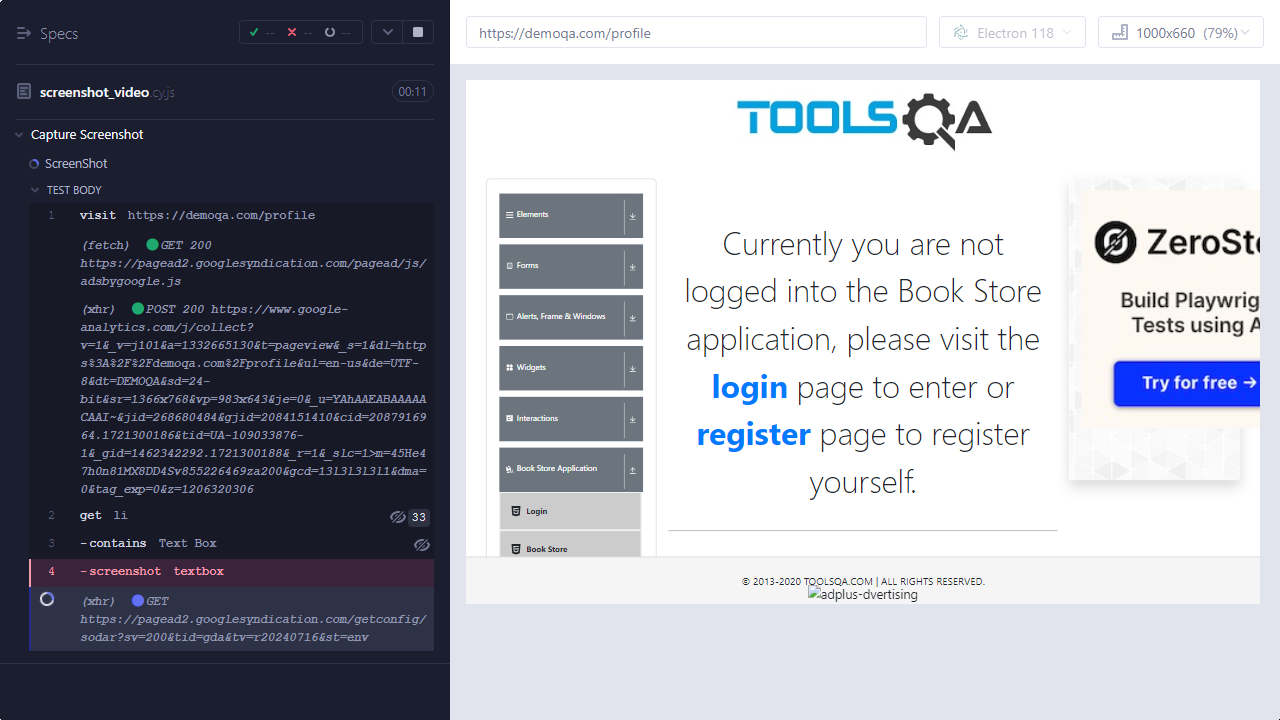 Specs
-- -- --
screenshot_video.cy.js 00:11
Capture Screenshot
ScreenShot
TEST BODY
1 visit https://demoqa.com/profile
(fetch) GET 200
https://pagead2.googlesyndication.com/pagead/js/
adsbygoogle.js
(xhr) POST 200 https://www.google-
analytics.com/j/collect?
v=1&_v=j101&a=1332665130&t=pageview&_s=1&dl=http
s%3A%2F%2Fdemoqa.com%2Fprofile&ul=en-us&de=UTF-
8&dt=DEMOQA&sd=24-
bit&sr=1366x768&vp=983x643&je=0&_u=YAhAAEABAAAAA
CAAI~&jid=268680484&gjid=2084151410&cid=20879169
64.1721300186&tid=UA-109033876-
1&_gid=1462342292.1721300188&_r=1&_slc=1>m=45He4
7h0n81MX8DD4Sv855226469za200&gcd=13l3l3l3l1&dma=
0&tag_exp=0&z=1206320306
2 get li 33
3 -contains Text Box
4 -screenshot textbox
(xhr) GET
https://pagead2.googlesyndication.com/getconfig/
sodar?sv=200&tid=gda&tv=r20240716&st=env
https://demoqa.com/profile
Electron 118
1000x660 (79%)
TOOLSQA
Elements
Forms
Alerts, Frame & Windows
Widgets
Interactions
Book Store Application
Login
Book Store
Currently you are not
logged into the Book Store
application, please visit the
login page to enter or
register page to register
yourself.
ZeroSte
Build Playwrig
Tests using A
Try for free →
© 2013-2020 TOOLSQA.COM | ALL RIGHTS RESERVED.
adplus-dvertising